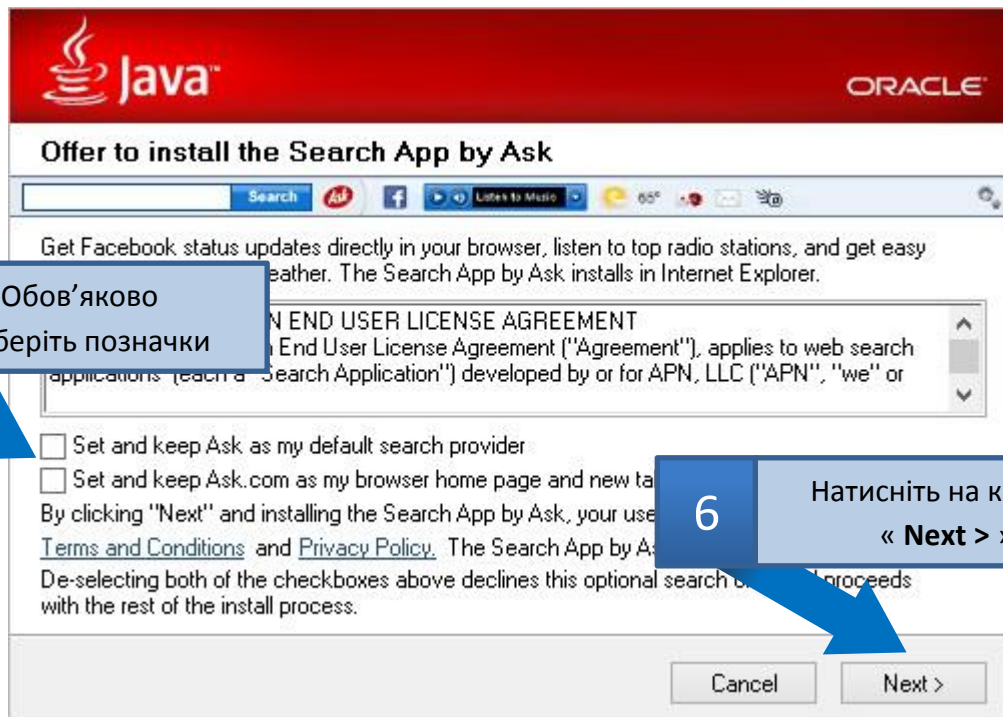 Java™
ORACLE
Offer to install the Search App by Ask
Search Ask Listen to Music 65°
Get Facebook status updates directly in your browser, listen to top radio stations, and get easy
eather. The Search App by Ask installs in Internet Explorer.
Обов’яково
беріть позначки
N END USER LICENSE AGREEMENT
End User License Agreement ("Agreement"), applies to web search
applications (each a "Search Application") developed by or for APN, LLC ("APN", "we" or
Set and keep Ask as my default search provider
Set and keep Ask.com as my browser home page and new ta
By clicking "Next" and installing the Search App by Ask, your use
Terms and Conditions and Privacy Policy. The Search App by A
6
Натисніть на к
« Next >
De-selecting both of the checkboxes above declines this optional search proceeds
with the rest of the install process.
Cancel
Next >